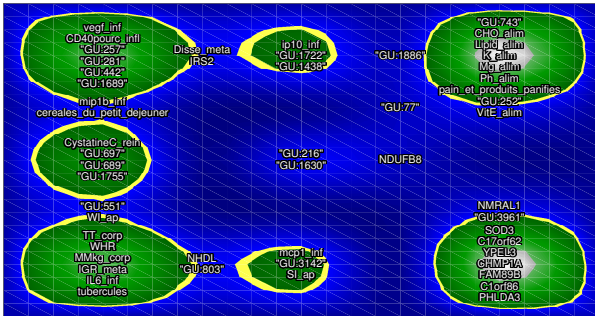 vegf_inf
CD40pourc_infl
"GU:257"
"GU:281"
"GU:442"
"GU:1689"
mip1b_inf
cereales_du_petit_dejeuner
Disse_meta
IRS2
ip10_inf
"GU:1722"
"GU:1438"
"GU:1886"
"GU:743"
CHO_alim
Lipid_alim
K_alim
Mg_alim
Ph_alim
pain_et_produits_panifies
"GU:252"
VitE_alim
"GU:77"
CystatineC_rein
"GU:697"
"GU:689"
"GU:1755"
"GU:216"
"GU:1630"
NDUFB8
"GU:551"
WI_ap
TT_corp
WHR
MMkg_corp
IGR_meta
IL6_inf
tubercules
NHDL
"GU:803"
mcp1_inf
"GU:3142"
SI_ap
NMRAL1
"GU:3961"
SOD3
C17orf62
YPEL3
CHMP1A
FAM89B
C1orf86
PHLDA3